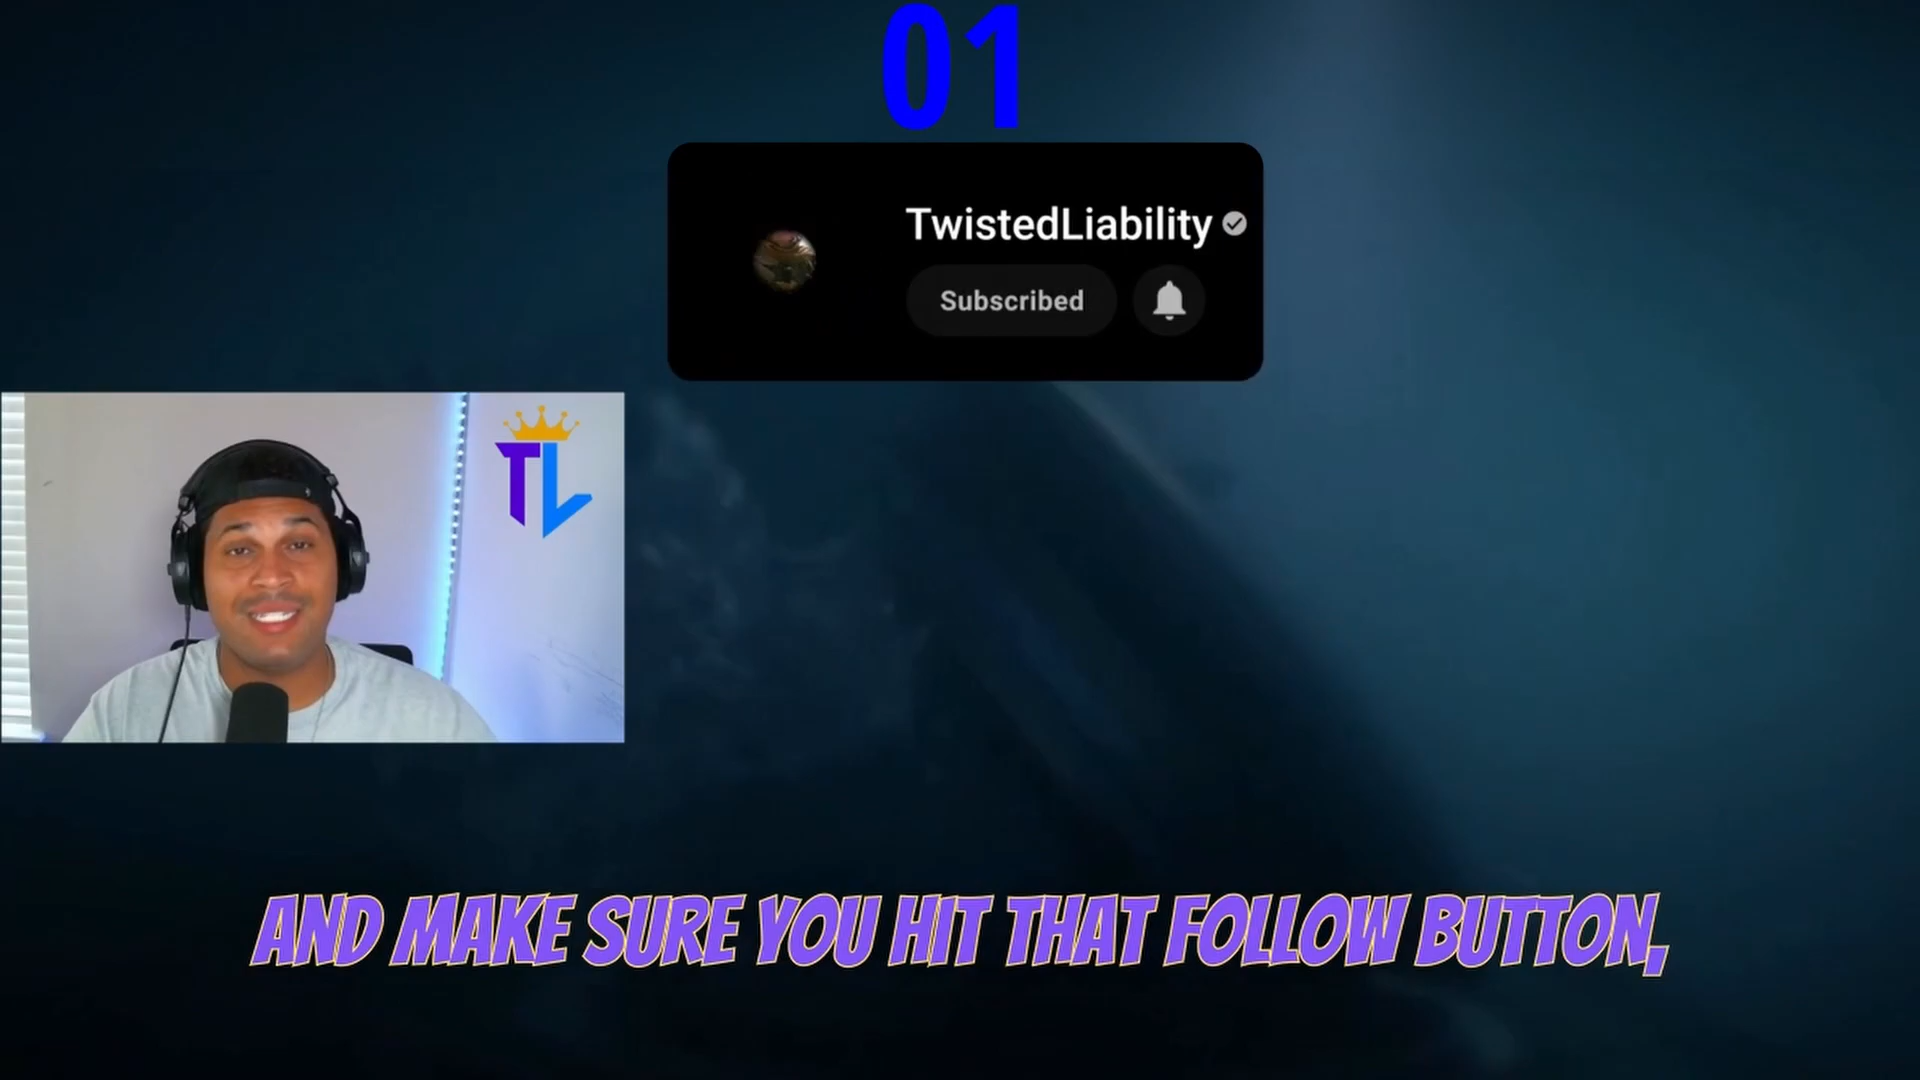 01
TwistedLiability
Subscribed
TL
AND MAKE SURE YOU HIT THAT FOLLOW BUTTON,